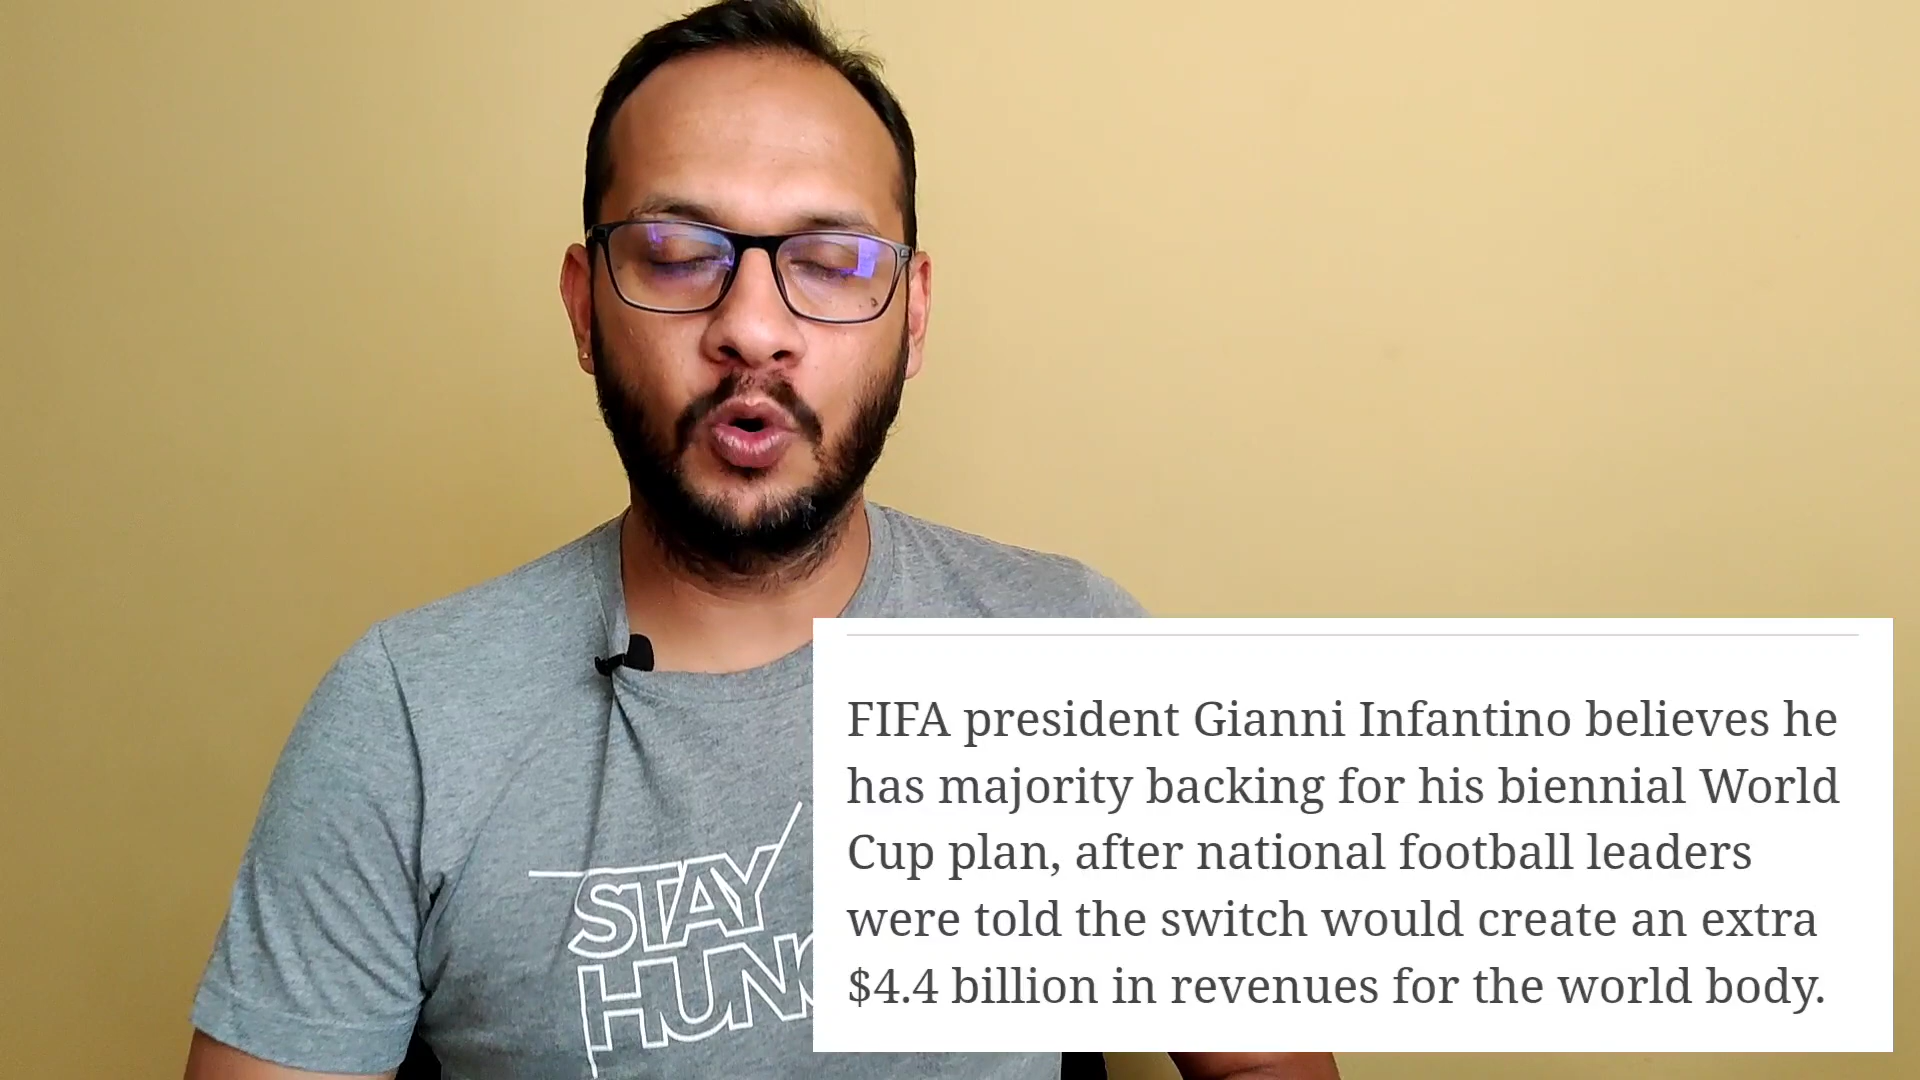 STAY
HUNG
FIFA president Gianni Infantino believes he
has majority backing for his biennial World
Cup plan, after national football leaders
were told the switch would create an extra
$4.4 billion in revenues for the world body.